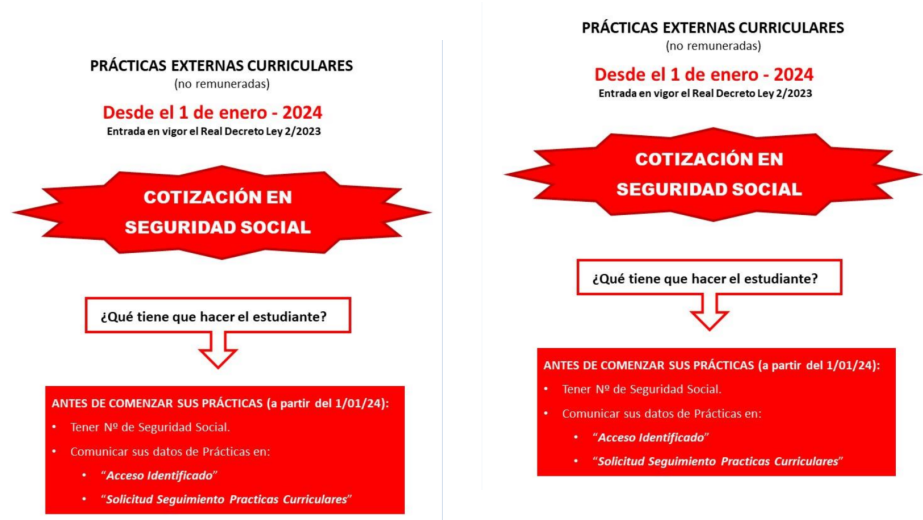 PRÁCTICAS EXTERNAS CURRICULARES
(no remuneradas)
Desde el 1 de enero - 2024
Entrada en vigor el Real Decreto Ley 2/2023
COTIZACIÓN EN
SEGURIDAD SOCIAL
¿Qué tiene que hacer el estudiante?
ANTES DE COMENZAR SUS PRÁCTICAS (a partir del 1/01/24):
• Tener Nº de Seguridad Social.
• Comunicar sus datos de Prácticas en:
• “Acceso Identificado”
• “Solicitud Seguimiento Practicas Curriculares”
PRÁCTICAS EXTERNAS CURRICULARES
(no remuneradas)
Desde el 1 de enero - 2024
Entrada en vigor el Real Decreto Ley 2/2023
COTIZACIÓN EN
SEGURIDAD SOCIAL
¿Qué tiene que hacer el estudiante?
ANTES DE COMENZAR SUS PRÁCTICAS (a partir del 1/01/24):
• Tener Nº de Seguridad Social.
• Comunicar sus datos de Prácticas en:
• “Acceso Identificado”
• “Solicitud Seguimiento Practicas Curriculares”